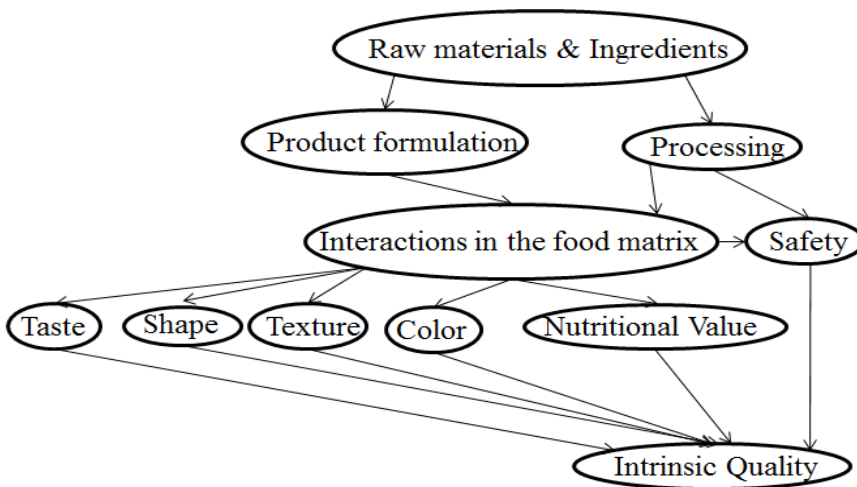 Raw materials & Ingredients
Product formulation
Processing
Interactions in the food matrix
Safety
Taste
Shape
Texture
Color
Nutritional Value
Intrinsic Quality